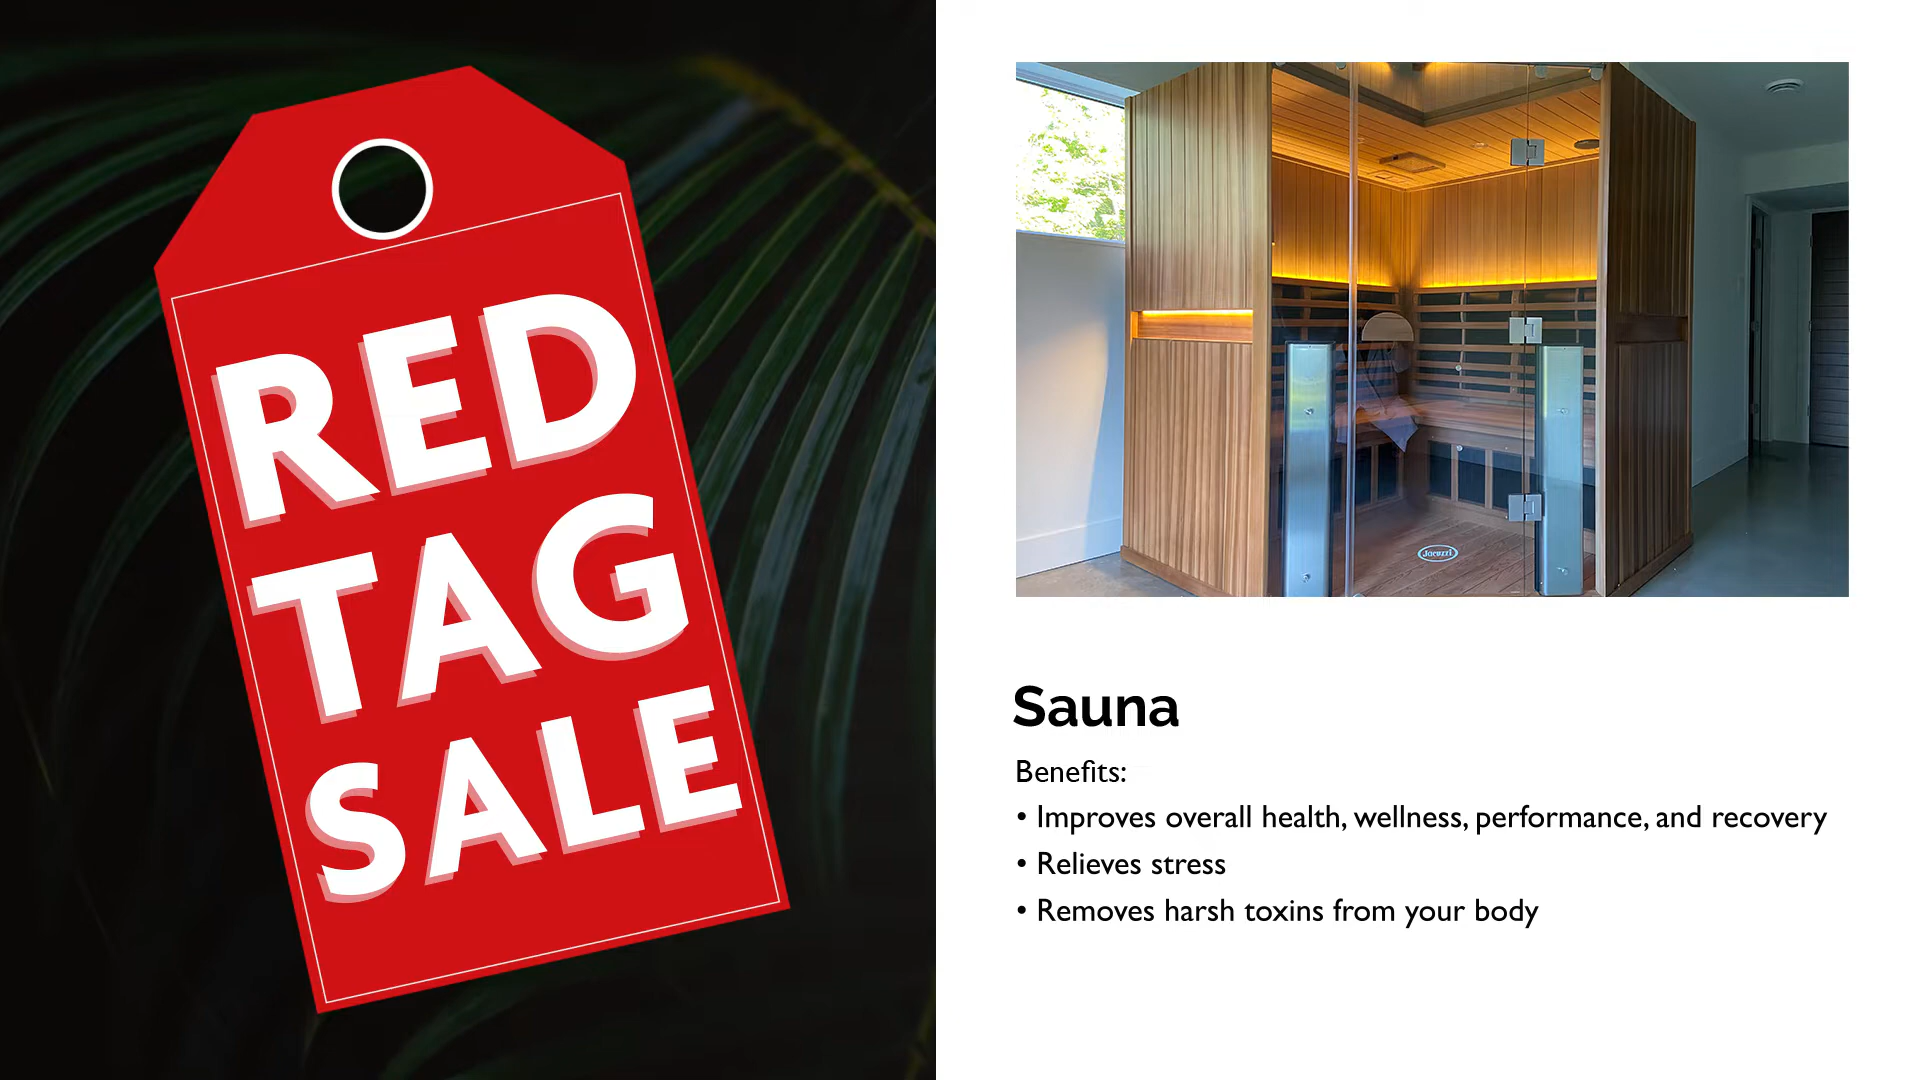 RED
TAG
SALE
Jacuzzi
Sauna
Benefits:
• Improves overall health, wellness, performance, and recovery
• Relieves stress
• Removes harsh toxins from your body